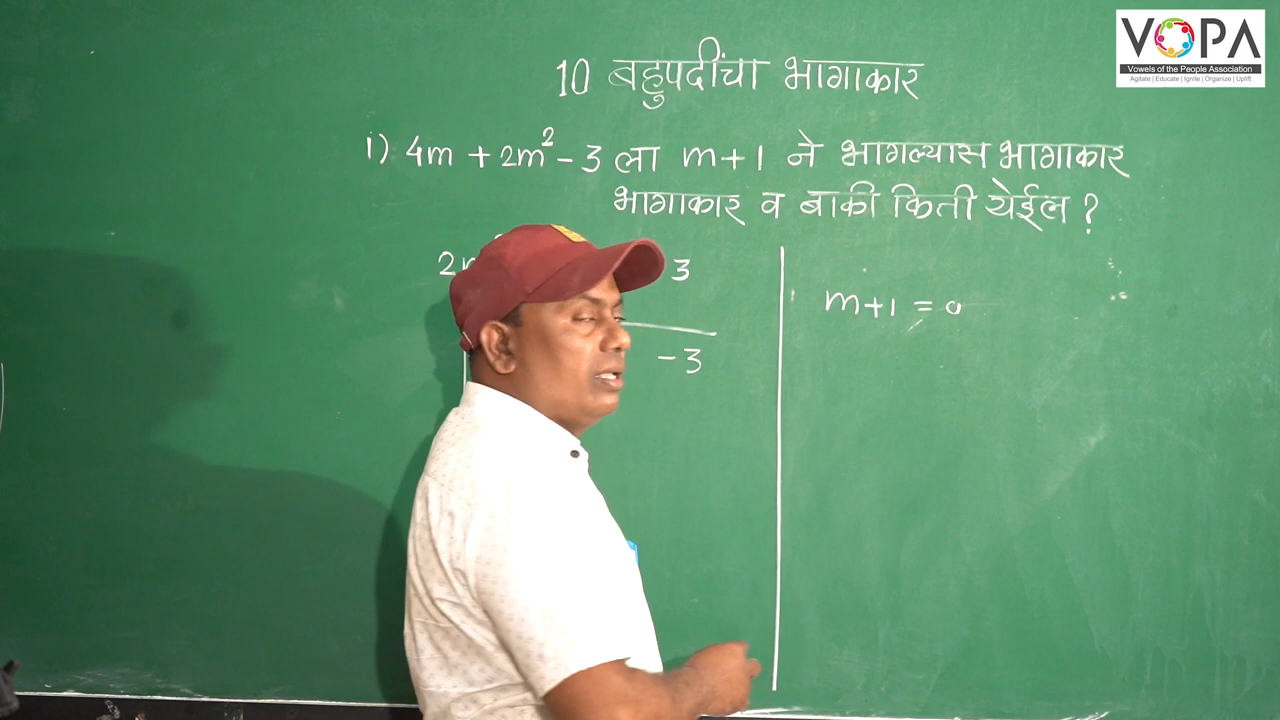 VOPA
Vowels of the People Association
Agitate | Educate | Ignite | Organize | Uplift
10 बहुपदींचा भागाकार
i) 4m + 2m² - 3 ला m+1 ने भागल्यास भागाकार
भागाकार व बाकी किती येईल ?
3
- 3
m+1 = 0